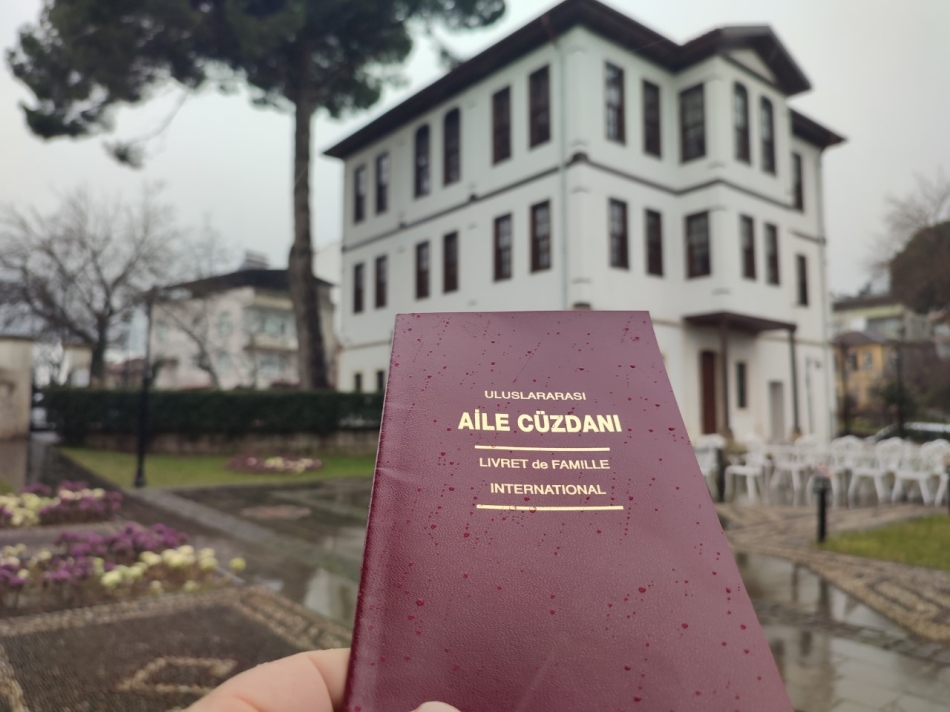 ULUSLARARASI
AİLE CÜZDANI
LIVRET de FAMILLE
INTERNATIONAL